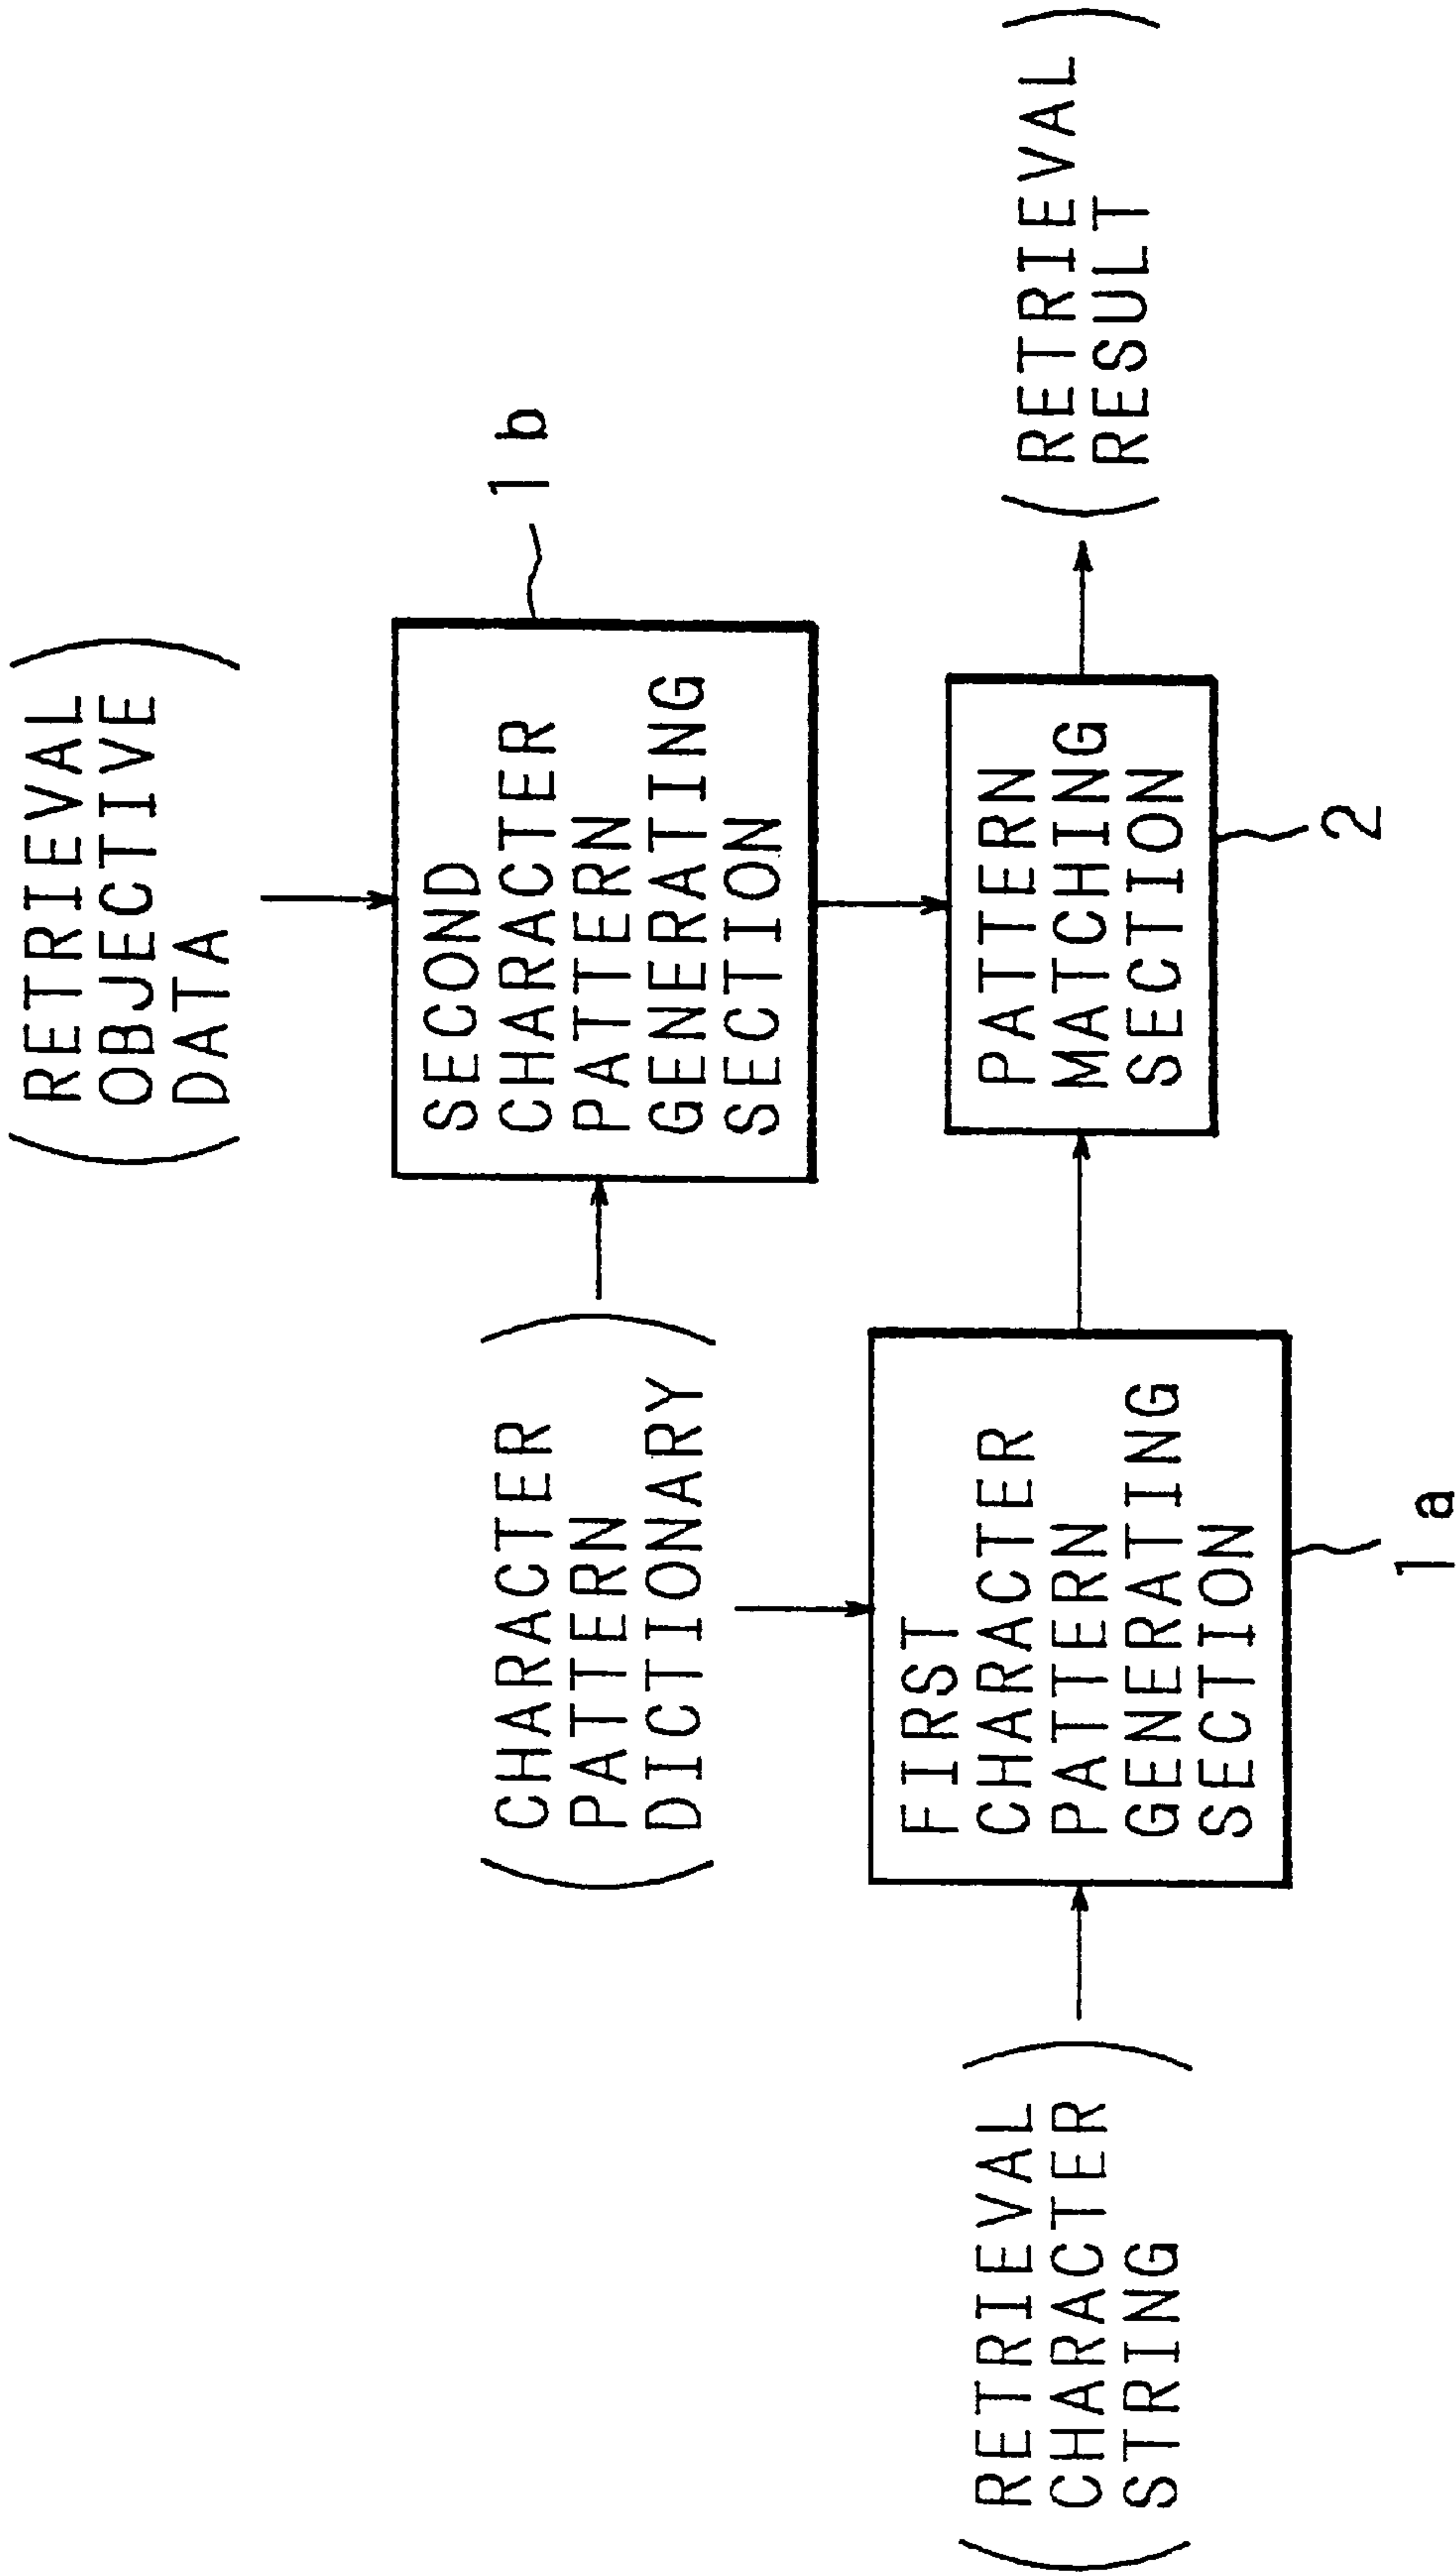 (RETRIEVAL
OBJECTIVE
DATA)
(CHARACTER
PATTERN
DICTIONARY)
SECOND
CHARACTER
PATTERN
GENERATING
SECTION
1b
(RETRIEVAL
CHARACTER
STRING)
FIRST
CHARACTER
PATTERN
GENERATING
SECTION
1a
PATTERN
MATCHING
SECTION
2
(RETRIEVAL
RESULT)